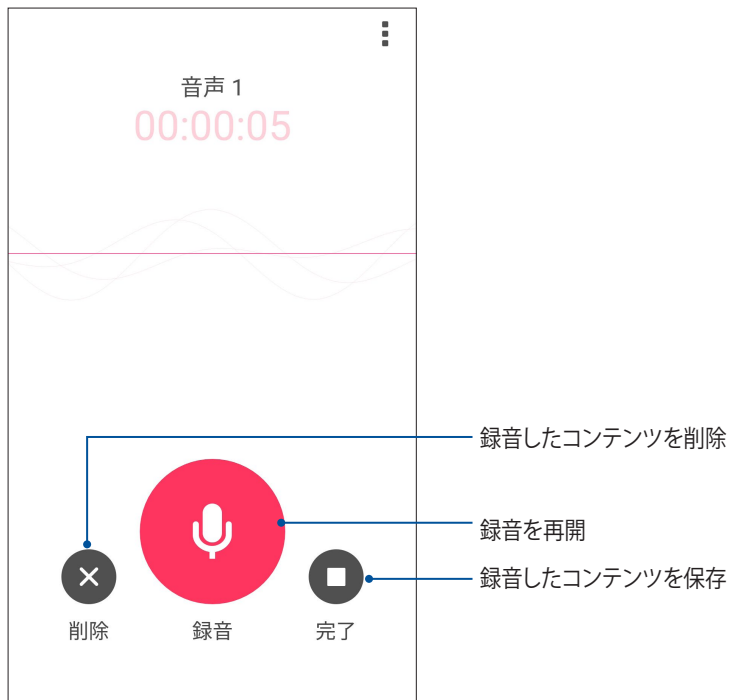 音声 1
00:00:05
録音したコンテンツを削除
録音を再開
録音したコンテンツを保存
削除
録音
完了